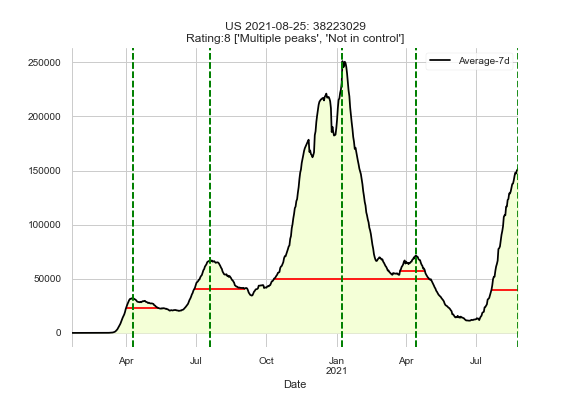 US 2021-08-25: 38223029
Rating:8 ['Multiple peaks', 'Not in control']
Average-7d
250000
200000
150000
100000
50000
0
Apr Jul Oct Jan Apr Jul
2021
Date